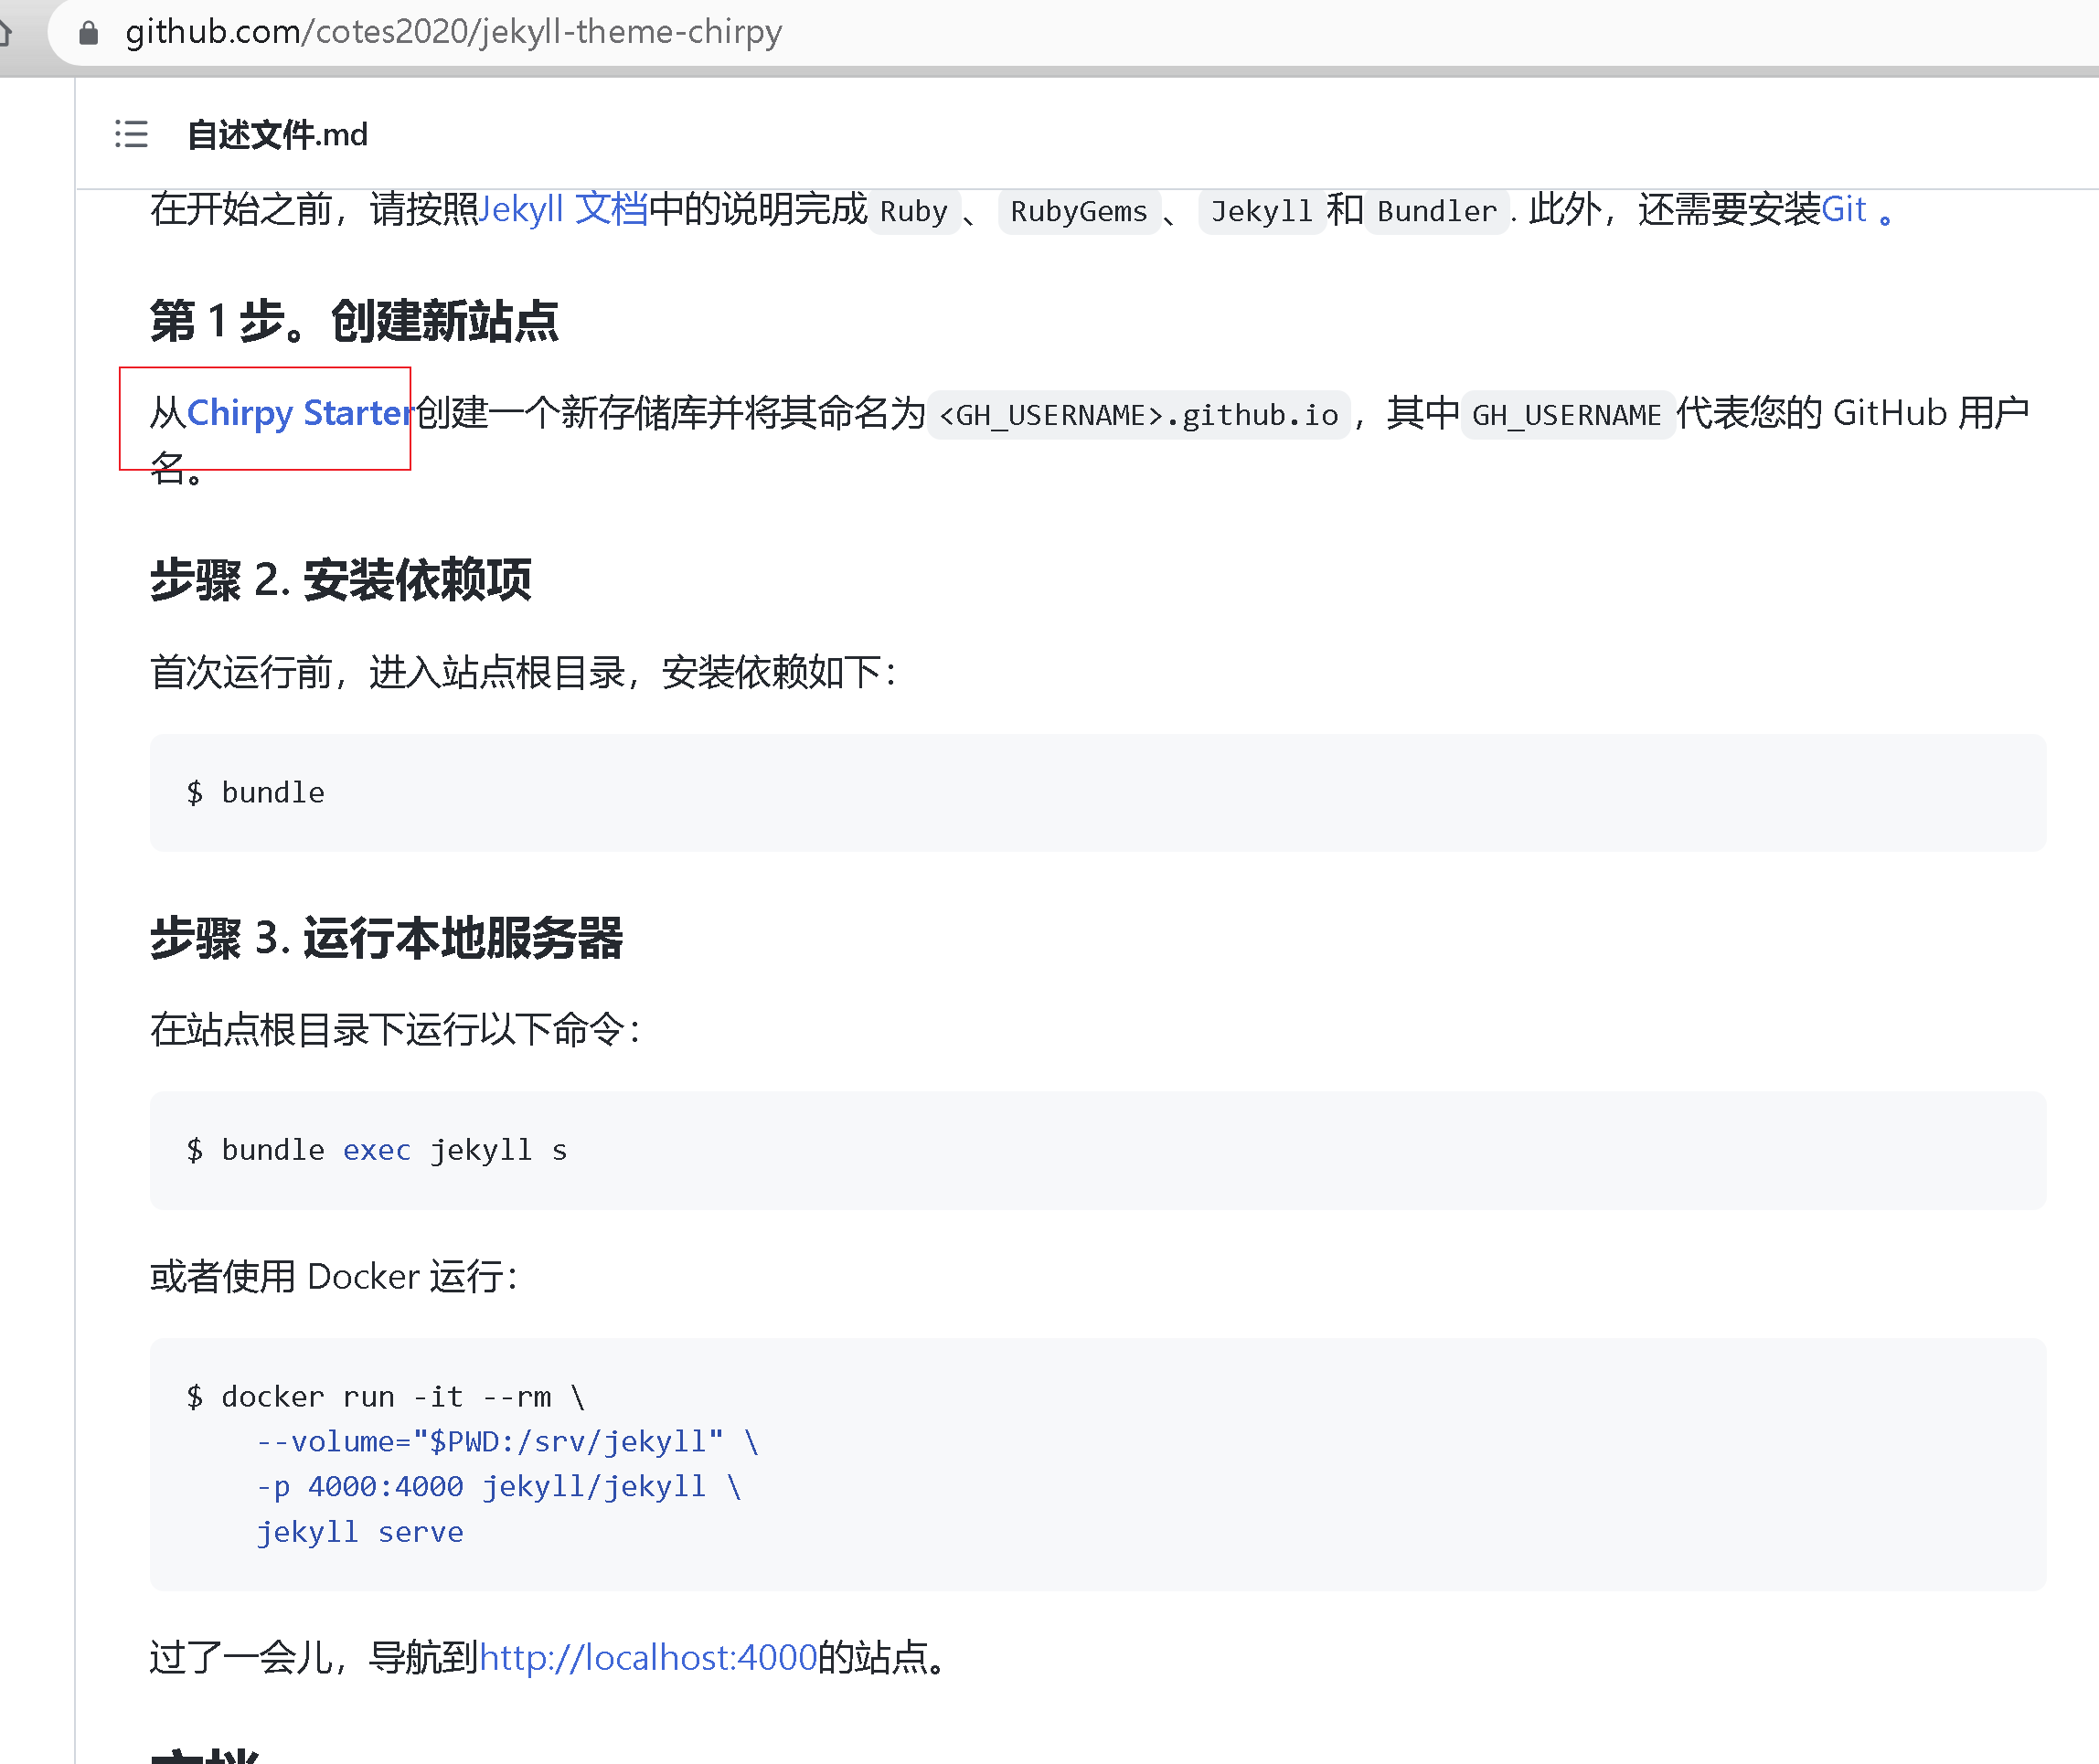 github.com/cotes2020/jekyll-theme-chirpy
自述文件.md
在开始之前，请按照Jekyll 文档中的说明完成 Ruby 、 RubyGems 、 Jekyll 和 Bundler . 此外，还需要安装Git 。
第 1 步。创建新站点
从Chirpy Starter创建一个新存储库并将其命名为 <GH_USERNAME>.github.io ，其中 GH_USERNAME 代表您的 GitHub 用户
名。
步骤 2. 安装依赖项
首次运行前，进入站点根目录，安装依赖如下：
$ bundle
步骤 3. 运行本地服务器
在站点根目录下运行以下命令：
$ bundle exec jekyll s
或者使用 Docker 运行：
$ docker run -it --rm \
--volume="$PWD:/srv/jekyll" \
-p 4000:4000 jekyll/jekyll \
jekyll serve
过了一会儿，导航到http://localhost:4000的站点。